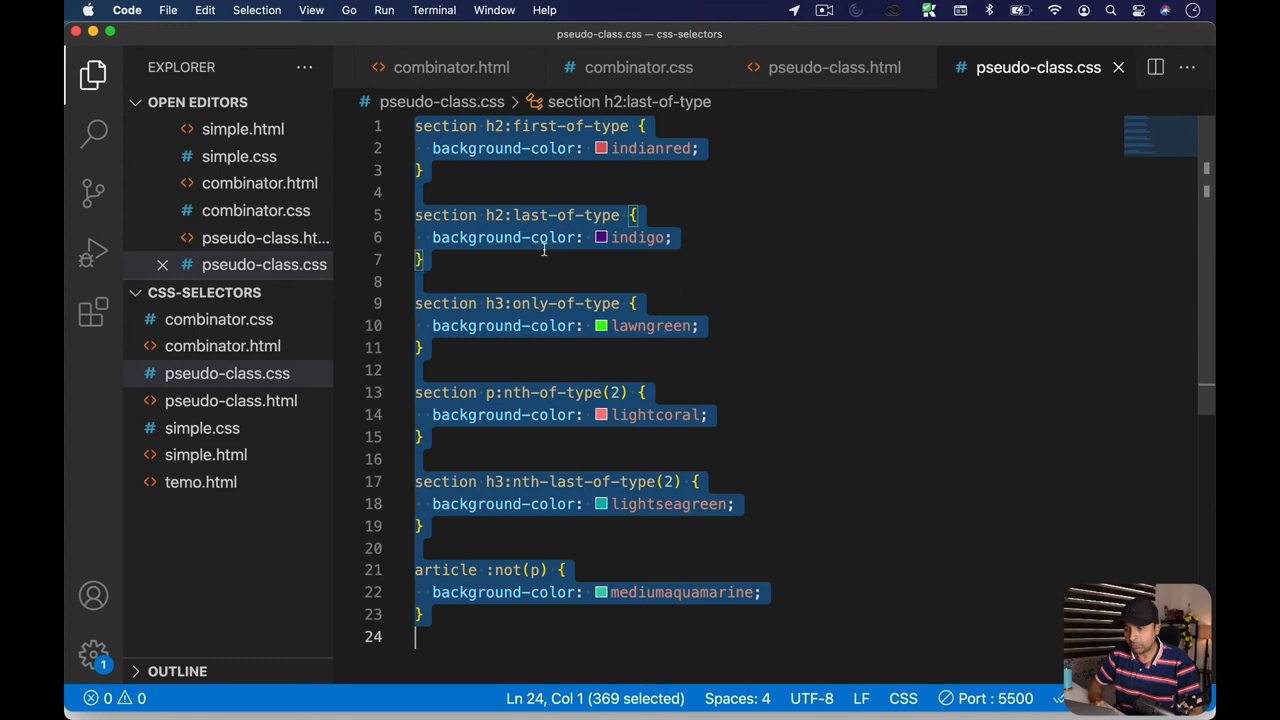 Code File Edit Selection View Go Run Terminal Window Help
pseudo-class.css — css-selectors
EXPLORER
combinator.html
combinator.css
pseudo-class.html
pseudo-class.css
pseudo-class.css > section h2:last-of-type
OPEN EDITORS
simple.html
simple.css
combinator.html
combinator.css
pseudo-class.ht...
pseudo-class.css
CSS-SELECTORS
combinator.css
combinator.html
pseudo-class.css
pseudo-class.html
simple.css
simple.html
temo.html
OUTLINE
1 section h2:first-of-type {
2 background-color: indianred;
3 }
4
5 section h2:last-of-type {
6 background-color: indigo;
7 }
8
9 section h3:only-of-type {
10 background-color: lawngreen;
11 }
12
13 section p:nth-of-type(2) {
14 background-color: lightcoral;
15 }
16
17 section h3:nth-last-of-type(2) {
18 background-color: lightseagreen;
19 }
20
21 article :not(p) {
22 background-color: mediumaquamarine;
23 }
24
1
0 0 Ln 24, Col 1 (369 selected) Spaces: 4 UTF-8 LF CSS Port : 5500